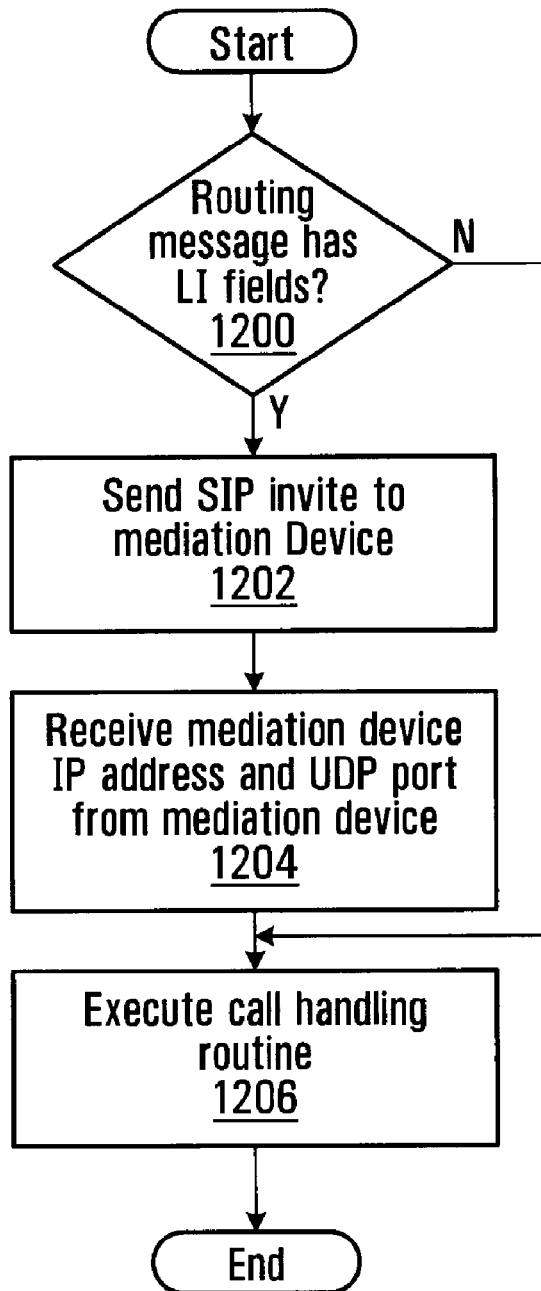 Start
Routing
message has
LI fields?
1200
N
Y
Send SIP invite to
mediation Device
1202
Receive mediation device
IP address and UDP port
from mediation device
1204
Execute call handling
routine
1206
End